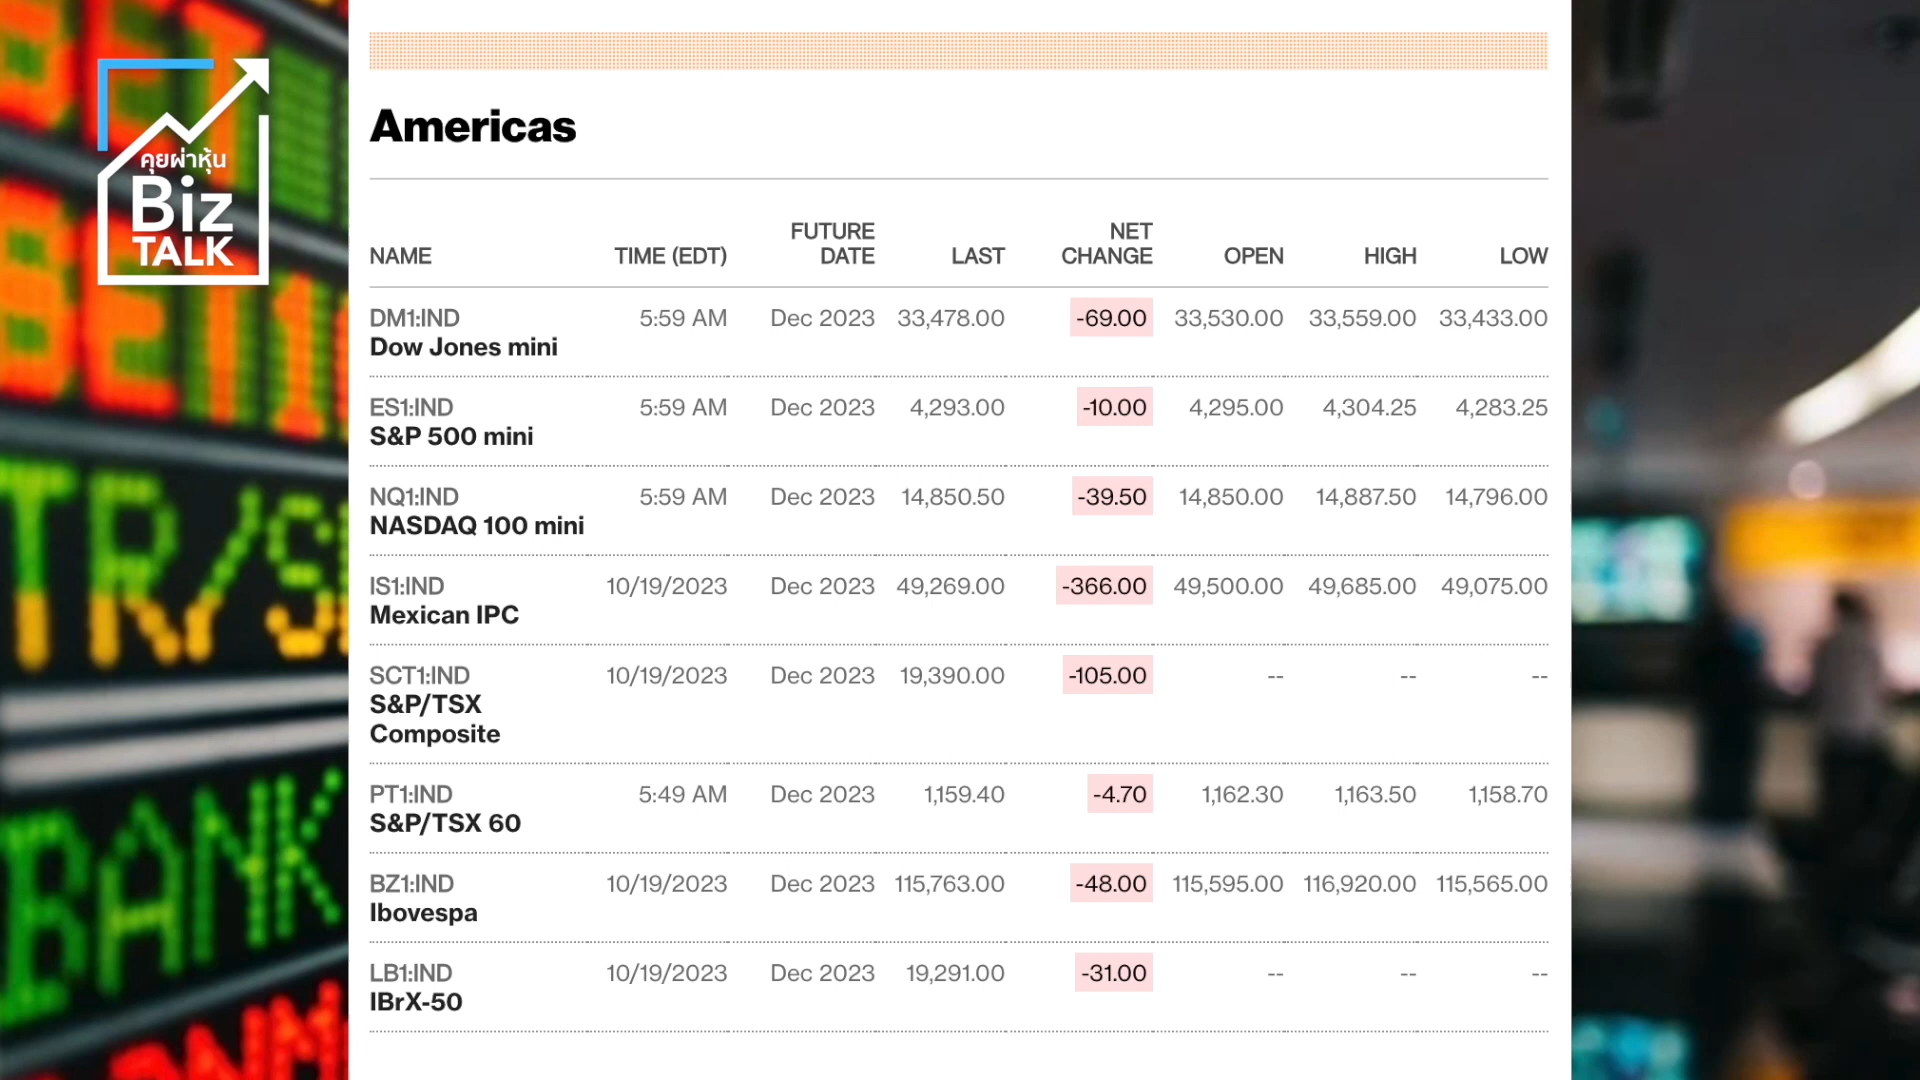 คุยผ่าหุ้น
Biz
TALK
Americas
NAME TIME (EDT) FUTURE DATE LAST NET CHANGE OPEN HIGH LOW
DM1:IND 5:59 AM Dec 2023 33,478.00 -69.00 33,530.00 33,559.00 33,433.00
Dow Jones mini
ES1:IND 5:59 AM Dec 2023 4,293.00 -10.00 4,295.00 4,304.25 4,283.25
S&P 500 mini
NQ1:IND 5:59 AM Dec 2023 14,850.50 -39.50 14,850.00 14,887.50 14,796.00
NASDAQ 100 mini
IS1:IND 10/19/2023 Dec 2023 49,269.00 -366.00 49,500.00 49,685.00 49,075.00
Mexican IPC
SCT1:IND 10/19/2023 Dec 2023 19,390.00 -105.00 -- -- --
S&P/TSX
Composite
PT1:IND 5:49 AM Dec 2023 1,159.40 -4.70 1,162.30 1,163.50 1,158.70
S&P/TSX 60
BZ1:IND 10/19/2023 Dec 2023 115,763.00 -48.00 115,595.00 116,920.00 115,565.00
Ibovespa
LB1:IND 10/19/2023 Dec 2023 19,291.00 -31.00 -- -- --
IBrX-50
TR/S
BANK